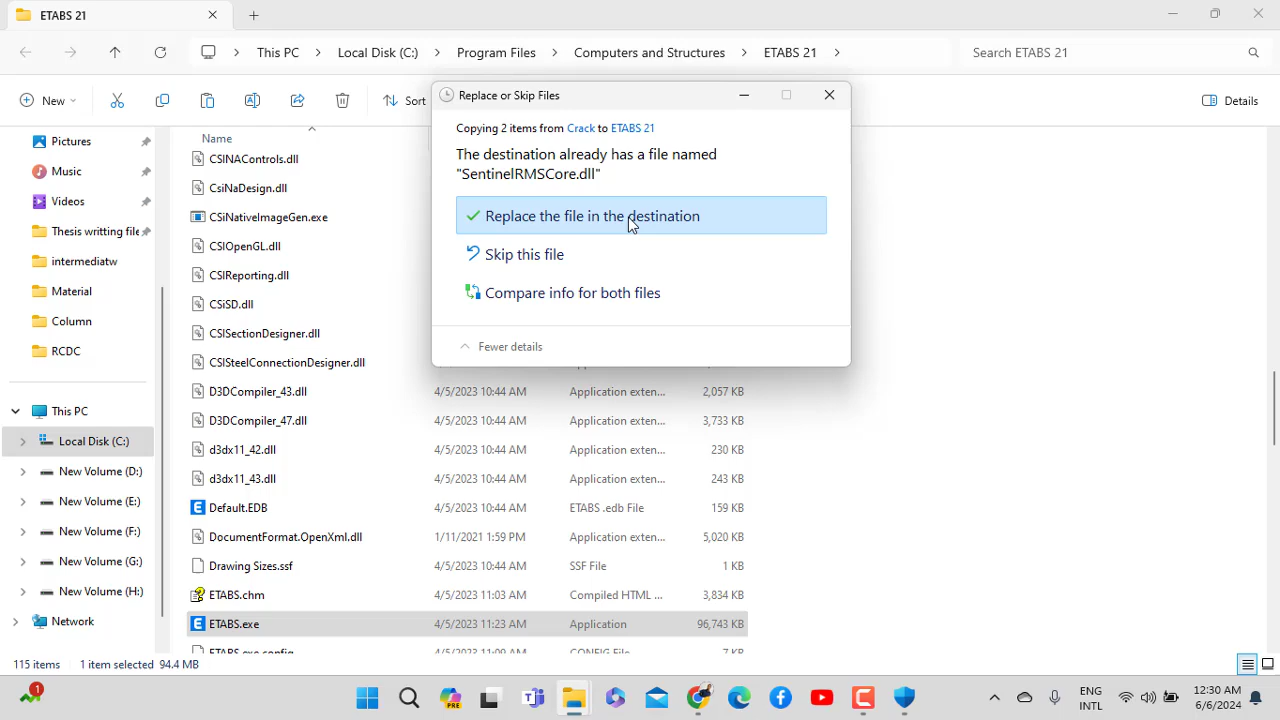 ETABS 21
This PC
Local Disk (C:)
Program Files
Computers and Structures
ETABS 21
Search ETABS 21
New
Sort
Details
Replace or Skip Files
Copying 2 items from Crack to ETABS 21
The destination already has a file named
"SentinelRMSCore.dll"
Replace the file in the destination
Skip this file
Compare info for both files
Fewer details
Pictures
Music
Videos
Thesis writting file
intermediatw
Material
Column
RCDC
This PC
Local Disk (C:)
New Volume (D:)
New Volume (E:)
New Volume (F:)
New Volume (G:)
New Volume (H:)
Network
Name
CSINAControls.dll
CsiNaDesign.dll
CSiNativeImageGen.exe
CSIOpenGL.dll
CSIReporting.dll
CSiSD.dll
CSISectionDesigner.dll
CSISteelConnectionDesigner.dll
D3DCompiler_43.dll 4/5/2023 10:44 AM Application exten... 2,057 KB
D3DCompiler_47.dll 4/5/2023 10:44 AM Application exten... 3,733 KB
d3dx11_42.dll 4/5/2023 10:44 AM Application exten... 230 KB
d3dx11_43.dll 4/5/2023 10:44 AM Application exten... 243 KB
Default.EDB 4/5/2023 10:44 AM ETABS .edb File 159 KB
DocumentFormat.OpenXml.dll 1/11/2021 1:59 PM Application exten... 5,020 KB
Drawing Sizes.ssf 4/5/2023 10:44 AM SSF File 1 KB
ETABS.chm 4/5/2023 11:03 AM Compiled HTML ... 3,834 KB
ETABS.exe 4/5/2023 11:23 AM Application 96,743 KB
ETABS.exe.config 4/5/2023 11:09 AM CONFIG File 7 KB
115 items 1 item selected 94.4 MB
1
PRE
ENG
INTL
12:30 AM
6/6/2024